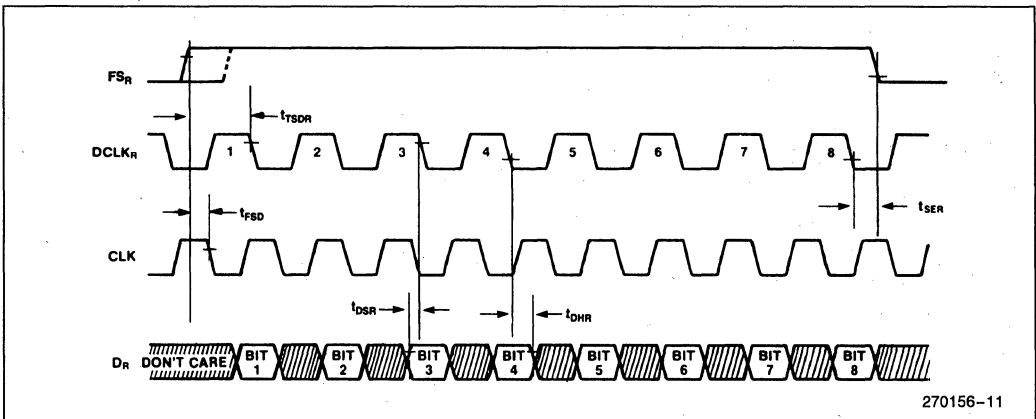 FSR
tTSDR
DCLKR 1 2 3 4 5 6 7 8
tFSD tSER
CLK
tDSR tDHR
DR DON'T CARE BIT 1 BIT 2 BIT 3 BIT 4 BIT 5 BIT 6 BIT 7 BIT 8
270156-11